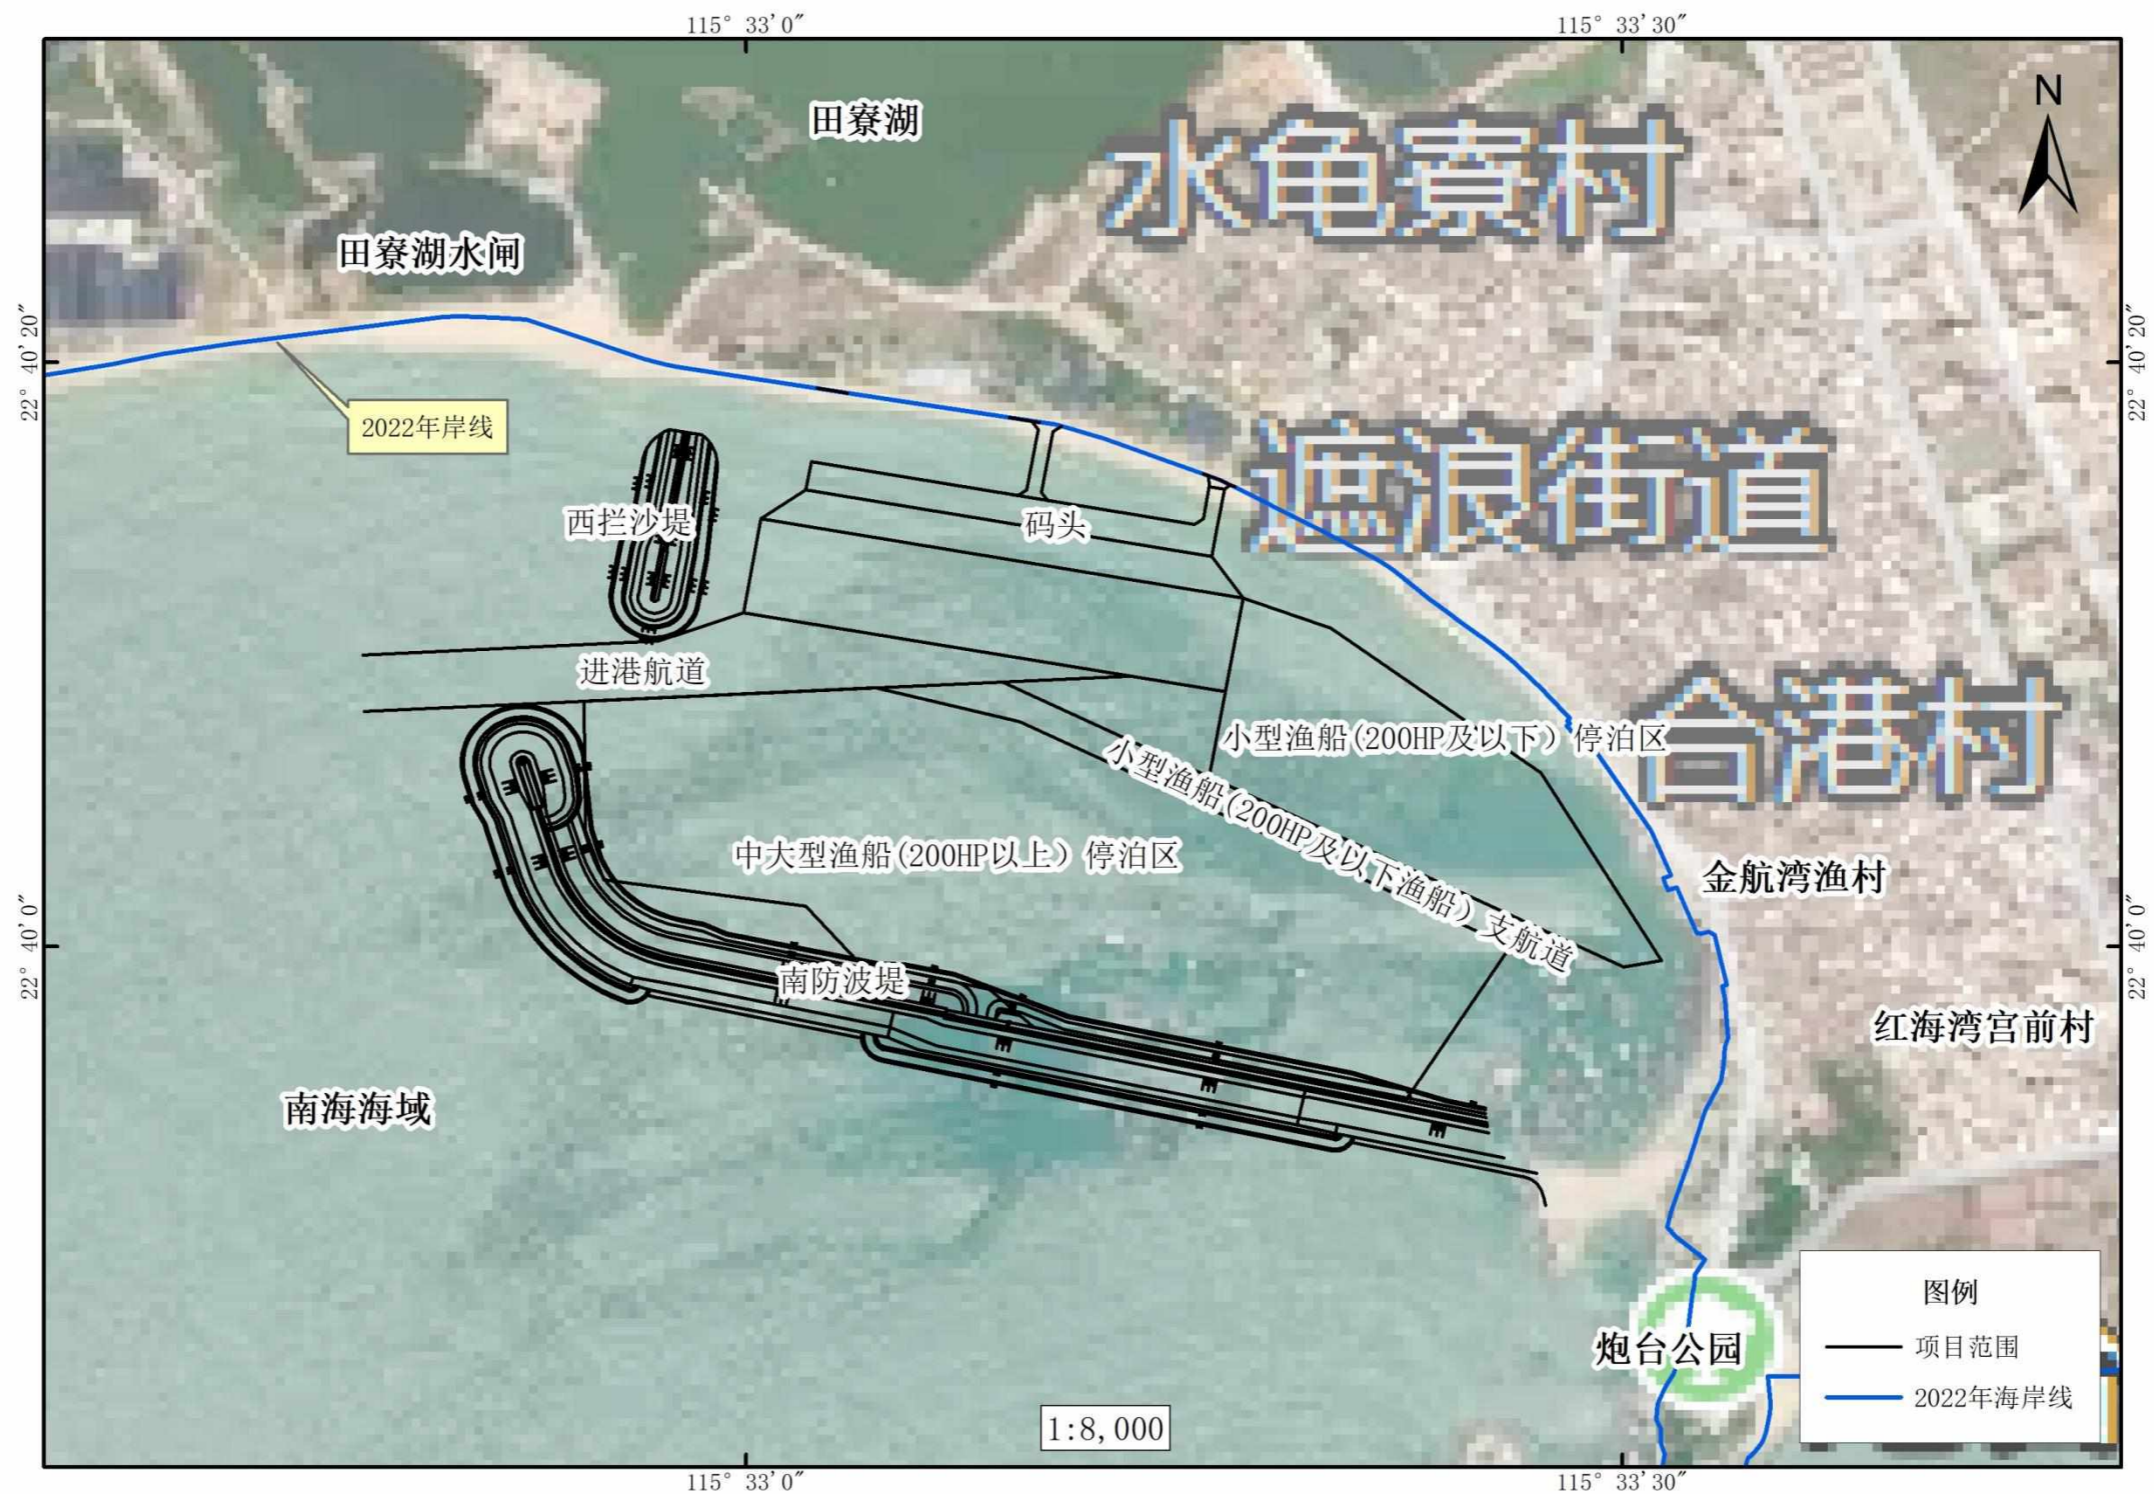 115° 33′0″
115° 33′30″
N
田寮湖
水龟寮村
田寮湖水闸
22° 40′20″
22° 40′20″
2022年岸线
遮浪街道
西拦沙堤
码头
进港航道
合港村
小型渔船(200HP及以下）停泊区
小型渔船(200HP及以下渔船）支航道
中大型渔船(200HP以上）停泊区
金航湾渔村
22° 40′0″
22° 40′0″
南防波堤
红海湾宫前村
南海海域
图例
项目范围
2022年海岸线
炮台公园
1:8,000
115° 33′0″
115° 33′30″